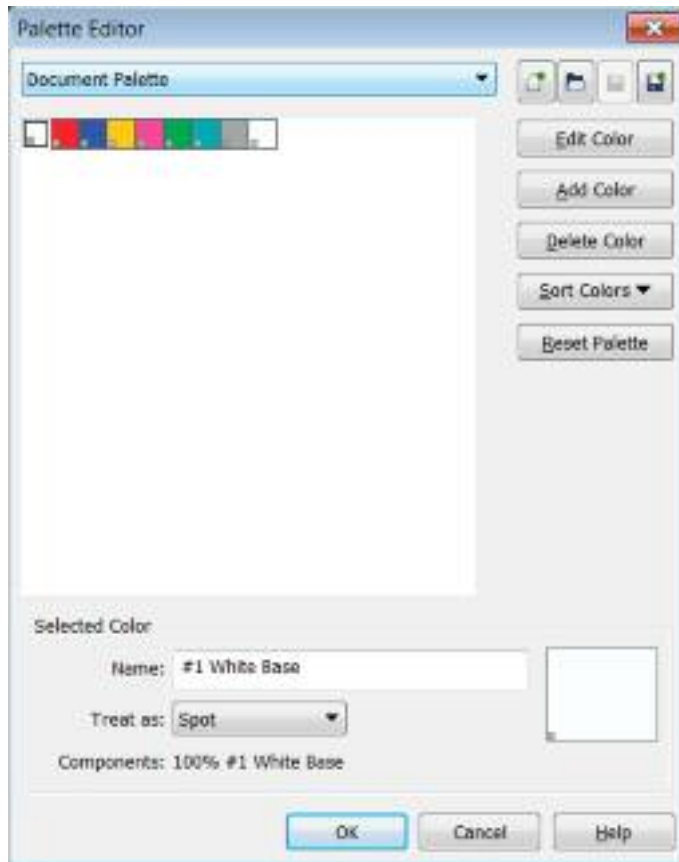 Palette Editor
Document Palette
Edit Color
Add Color
Delete Color
Sort Colors
Reset Palette
Selected Color
Name: #1 White Base
Treat as: Spot
Components: 100% #1 White Base
OK Cancel Help